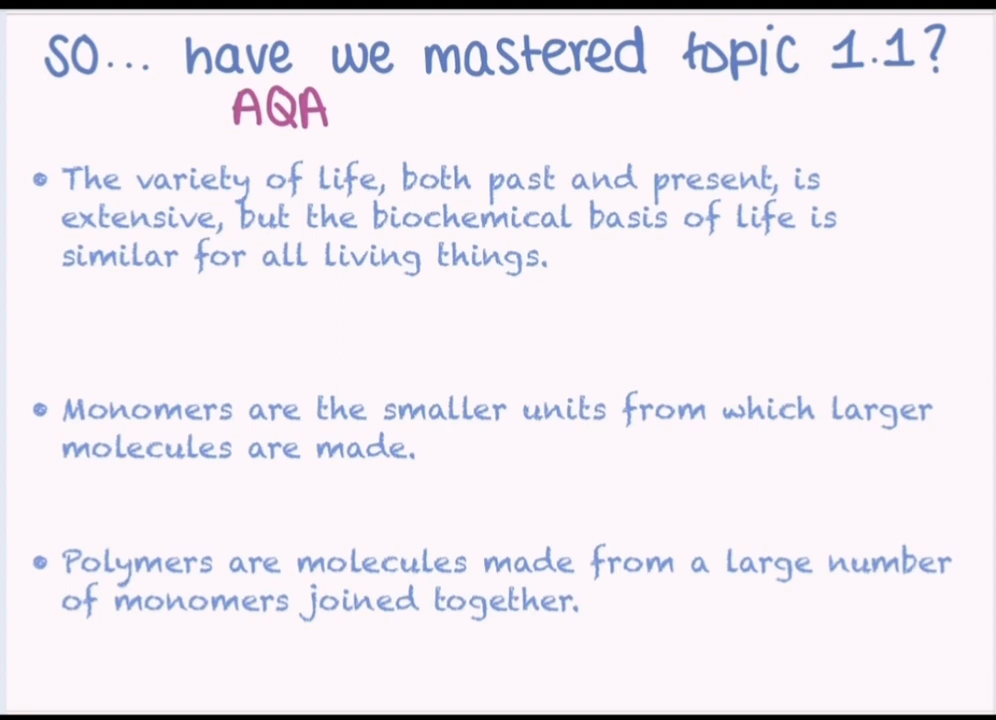 SO... have we mastered topic 1.1?
AQA
• The variety of life, both past and present, is
extensive, but the biochemical basis of life is
similar for all living things.
• Monomers are the smaller units from which larger
molecules are made.
• Polymers are molecules made from a large number
of monomers joined together.